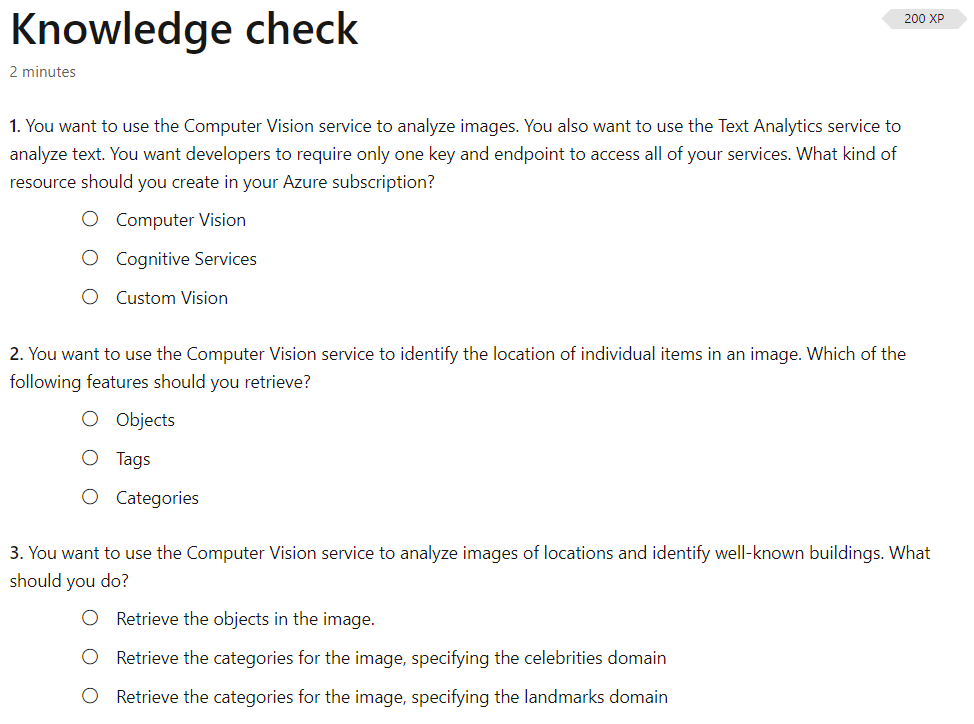 Knowledge check
200 XP
2 minutes
1. You want to use the Computer Vision service to analyze images. You also want to use the Text Analytics service to
analyze text. You want developers to require only one key and endpoint to access all of your services. What kind of
resource should you create in your Azure subscription?
Computer Vision
Cognitive Services
Custom Vision
2. You want to use the Computer Vision service to identify the location of individual items in an image. Which of the
following features should you retrieve?
Objects
Tags
Categories
3. You want to use the Computer Vision service to analyze images of locations and identify well-known buildings. What
should you do?
Retrieve the objects in the image.
Retrieve the categories for the image, specifying the celebrities domain
Retrieve the categories for the image, specifying the landmarks domain